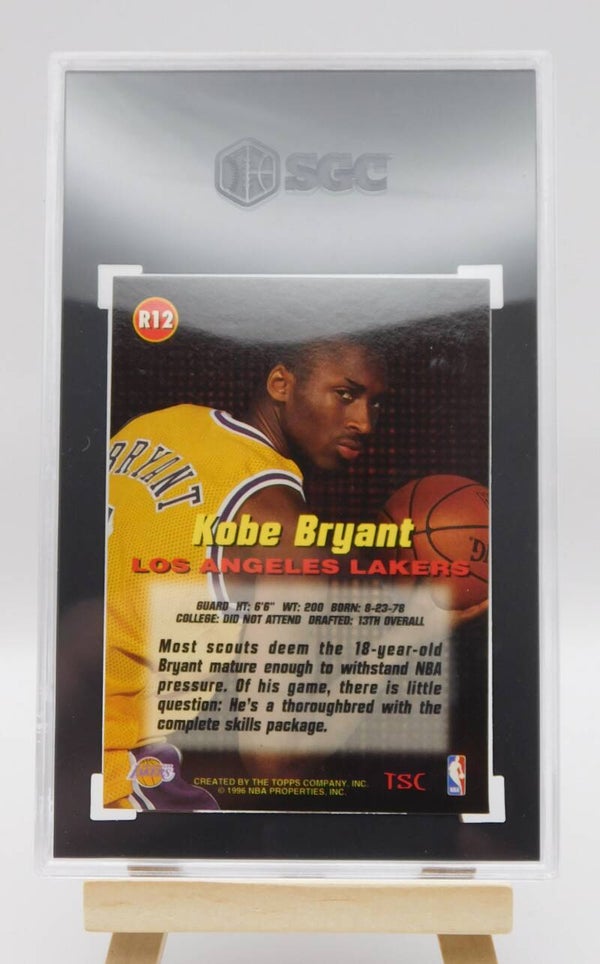 SGC
R12
BRYANT
Kobe Bryant
LOS ANGELES LAKERS
GUARD HT: 6'6" WT: 200 BORN: 8-23-78
COLLEGE: DID NOT ATTEND DRAFTED: 13TH OVERALL
Most scouts deem the 18-year-old
Bryant mature enough to withstand NBA
pressure. Of his game, there is little
question: He's a thoroughbred with the
complete skills package.
LAKERS
CREATED BY THE TOPPS COMPANY, INC.
© 1996 NBA PROPERTIES, INC.
TSC